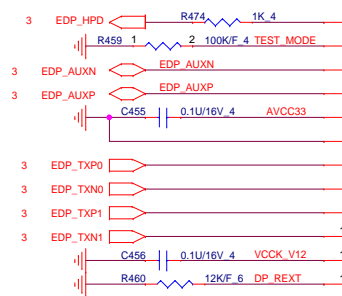 3 EDP_HPD R474 1K_4
R459 1 2 100K/F_4 TEST_MODE
3 EDP_AUXN EDP_AUXN
3 EDP_AUXP EDP_AUXP
C455 0.1U/16V_4 AVCC33
3 EDP_TXP0
3 EDP_TXN0
3 EDP_TXP1
3 EDP_TXN1
C456 0.1U/16V_4 VCCK_V12
R460 12K/F_6 DP_REXT